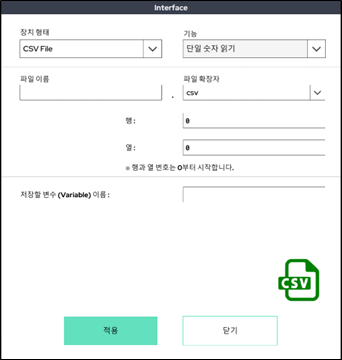 Interface
장치 형태
기능
CSV File
단일 숫자 읽기
파일 이름
파일 확장자
.
csv
행 :
0
열 :
0
※ 행과 열 번호는 0부터 시작합니다.
저장할 변수 (Variable) 이름 :
CSV
적용
닫기